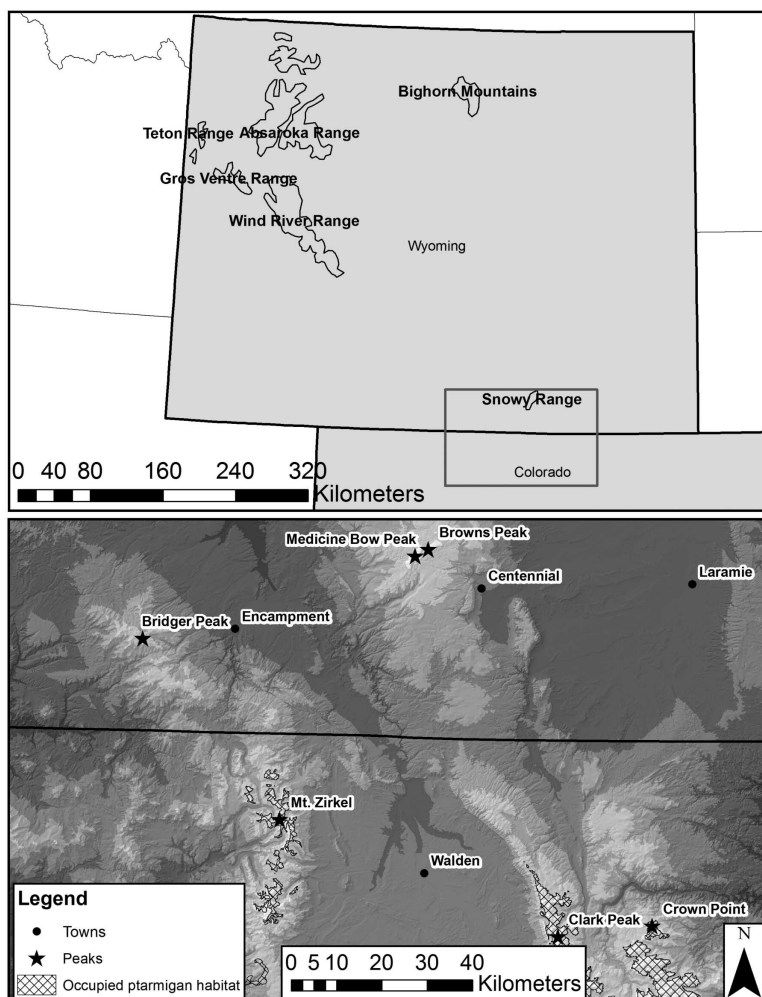 Bighorn Mountains
Teton Range Absaroka Range
Gros Ventre Range
Wind River Range
Wyoming
Snowy Range
Colorado
0 40 80 160 240 320
Kilometers
Medicine Bow Peak
Browns Peak
Centennial
Laramie
Bridger Peak
Encampment
Mt. Zirkel
Walden
Clark Peak
Crown Point
Legend
Towns
Peaks
Occupied ptarmigan habitat
0 5 10 20 30 40
Kilometers
N